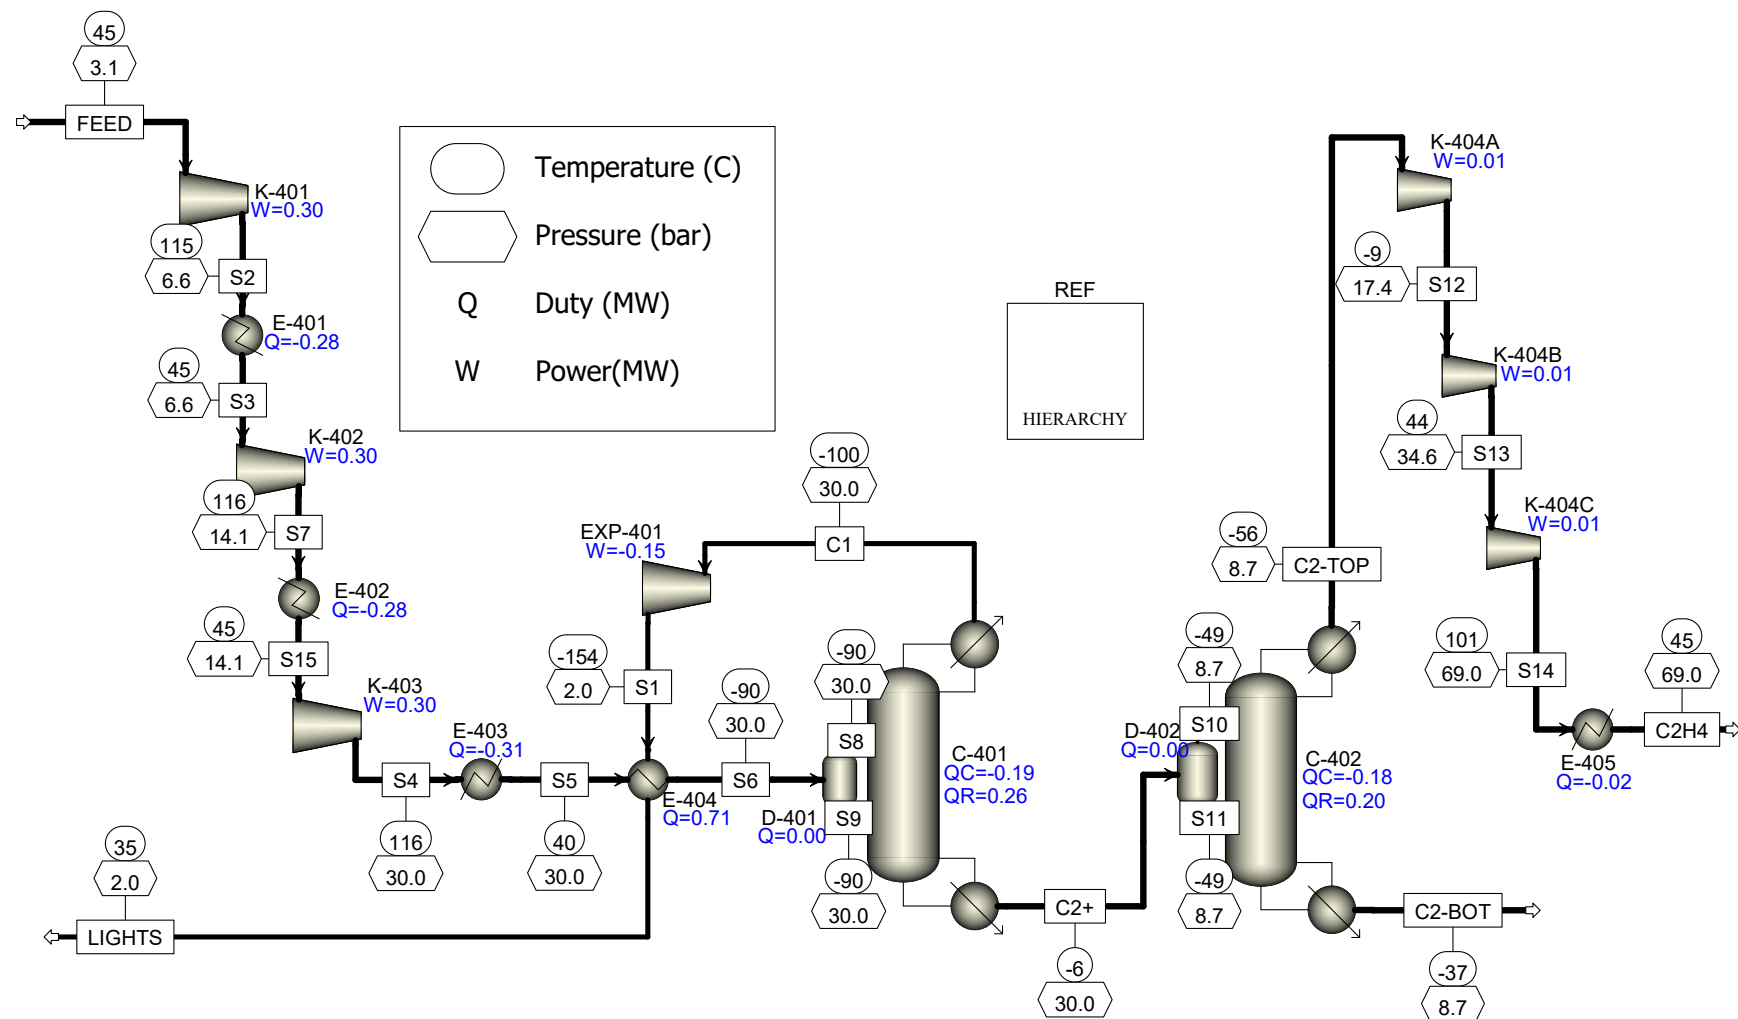 45
3.1
FEED
K-401
W=0.30
115
6.6
S2
E-401
Q=-0.28
45
6.6
S3
K-402
W=0.30
116
14.1
S7
E-402
Q=-0.28
45
14.1
S15
K-403
W=0.30
E-403
Q=-0.31
S4
116
30.0
S5
40
30.0
Temperature (C)
Pressure (bar)
Q Duty (MW)
W Power(MW)
REF
HIERARCHY
-100
30.0
C1
EXP-401
W=-0.15
-154
2.0
S1
-90
30.0
S6
E-404
Q=0.71
35
2.0
LIGHTS
-90
30.0
S8
D-401
Q=0.00
S9
-90
30.0
C-401
QC=-0.19
QR=0.26
C2+
-6
30.0
-49
8.7
S10
D-402
Q=0.00
S11
-49
8.7
C-402
QC=-0.18
QR=0.20
C2-BOT
-37
8.7
-56
8.7
C2-TOP
K-404A
W=0.01
-9
17.4
S12
K-404B
W=0.01
44
34.6
S13
K-404C
W=0.01
101
69.0
S14
E-405
Q=-0.02
45
69.0
C2H4